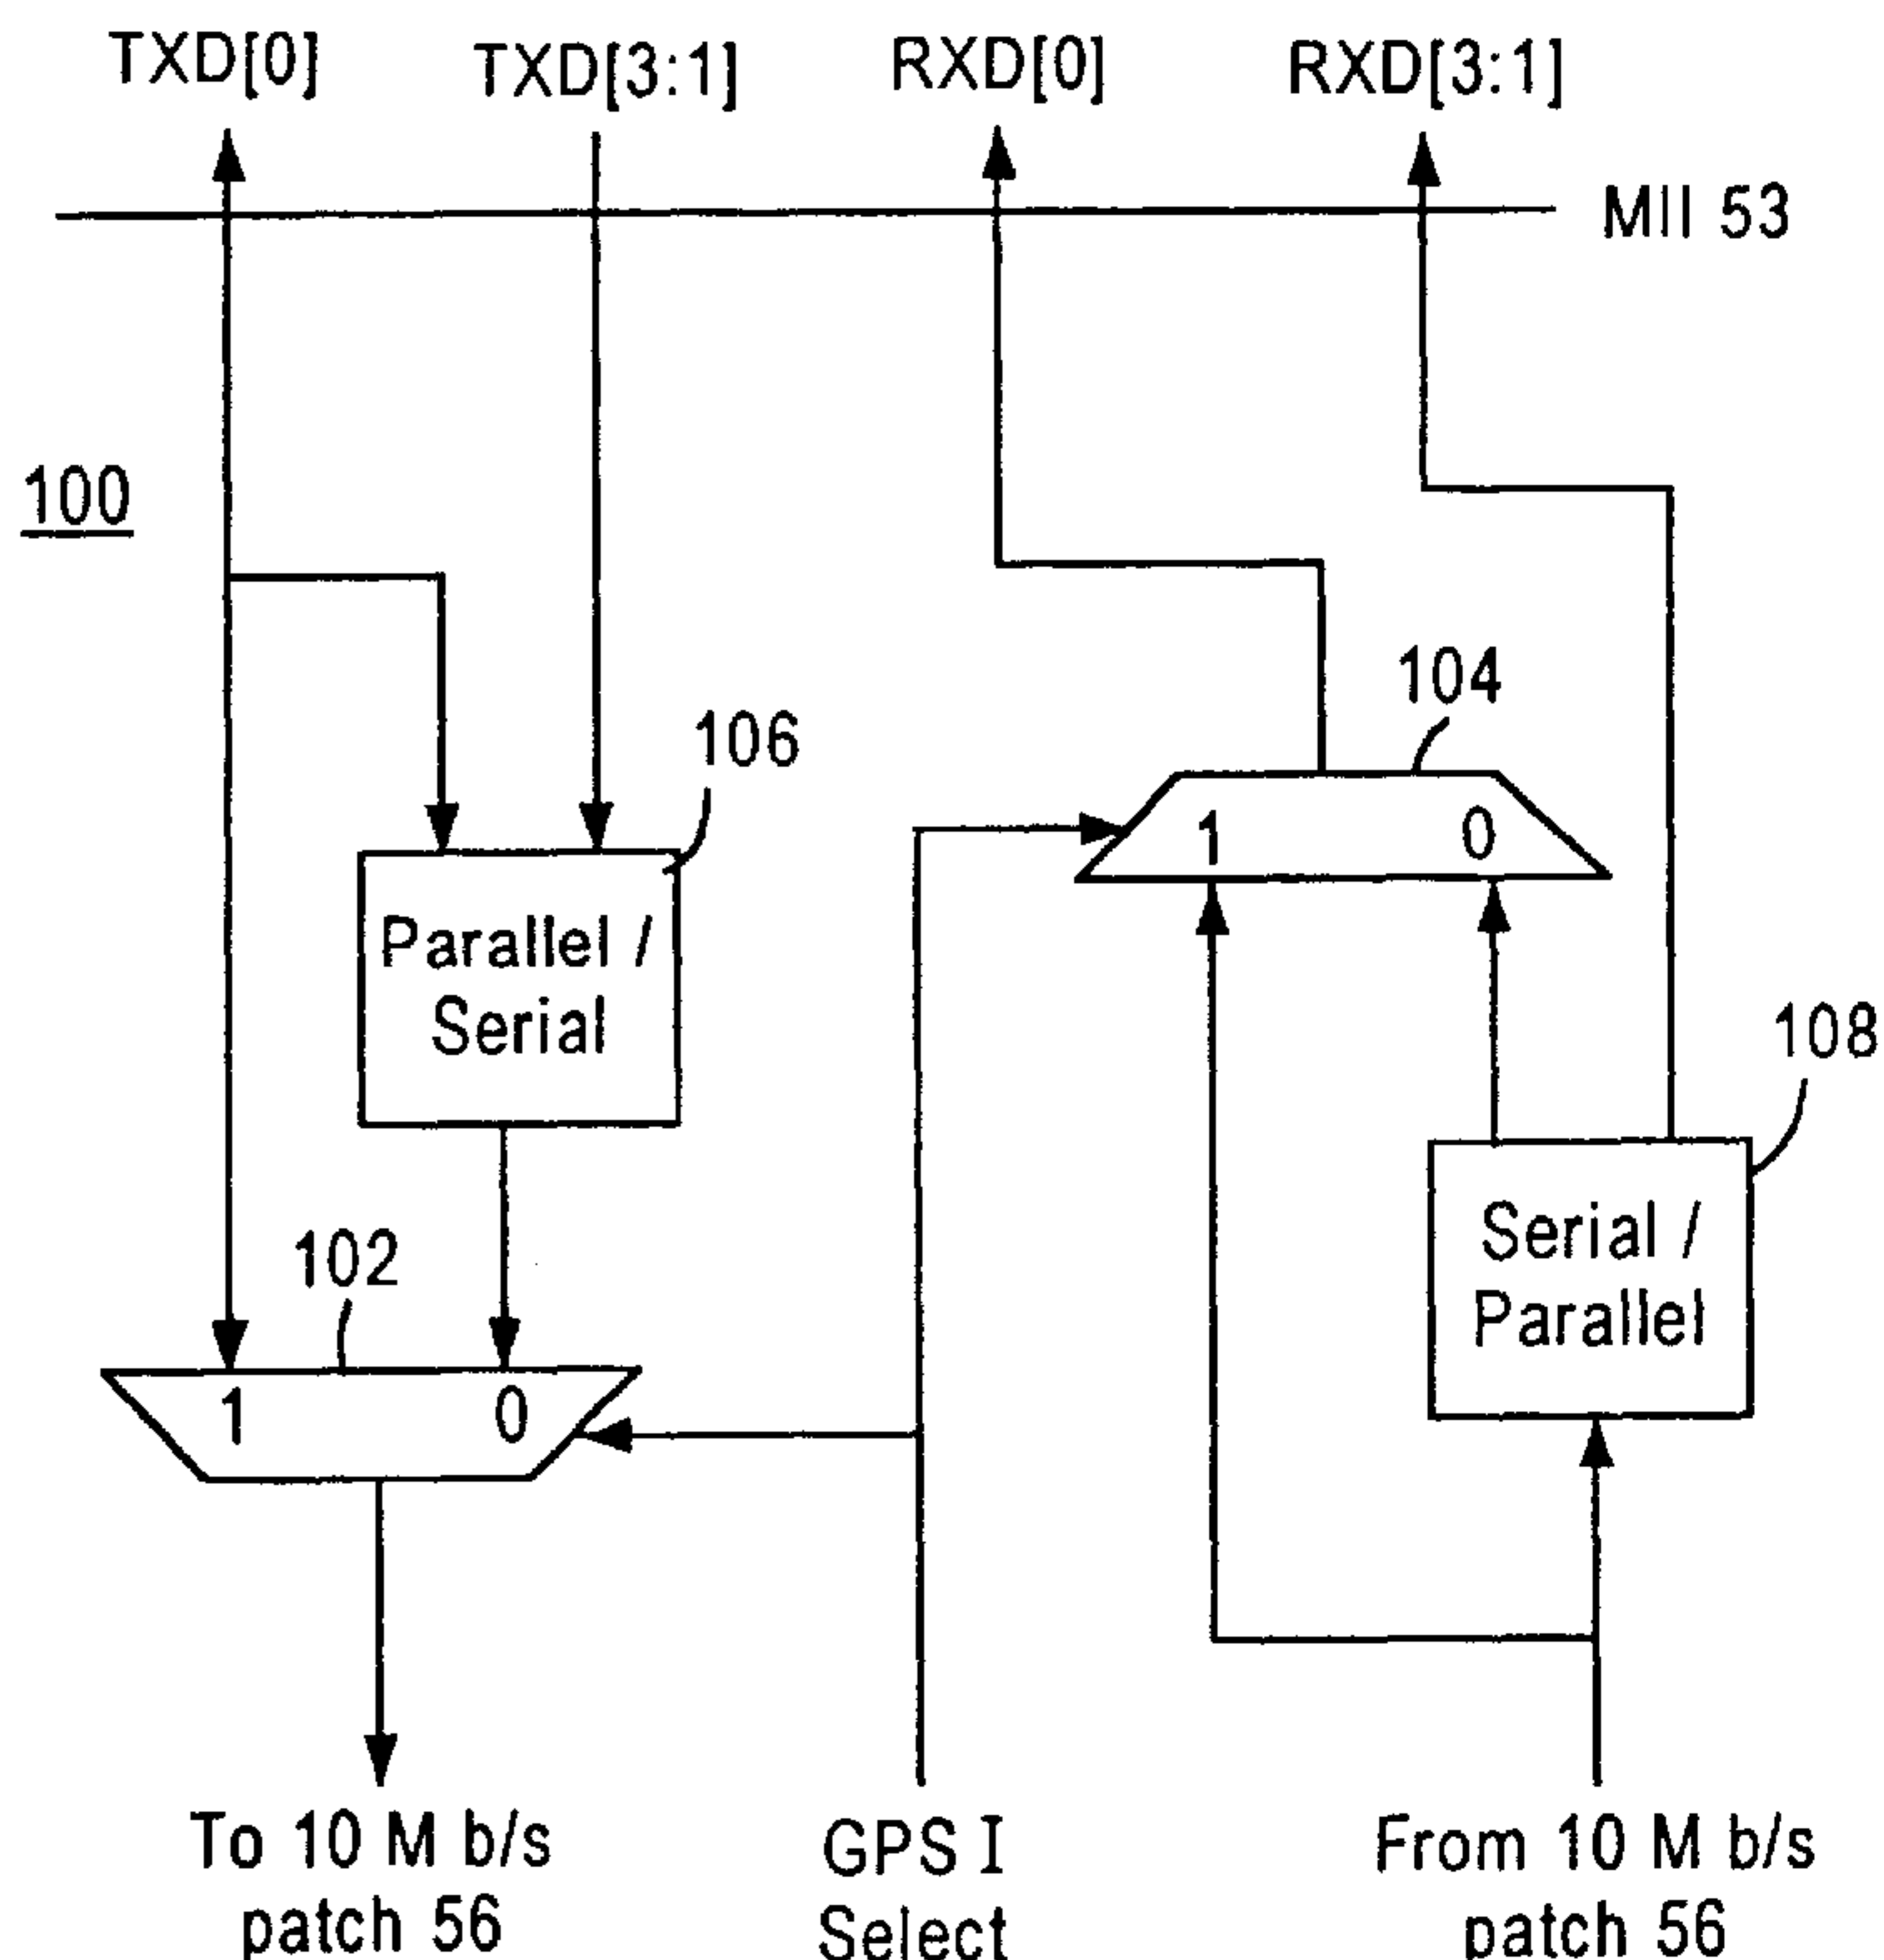 TXD[0] TXD[3:1] RXD[0] RXD[3:1]
MII 53
100
104
106
1 0
Parallel /
Serial
108
Serial /
Parallel
102
1 0
To 10 M b/s
patch 56
GPS I
Select
From 10 M b/s
patch 56